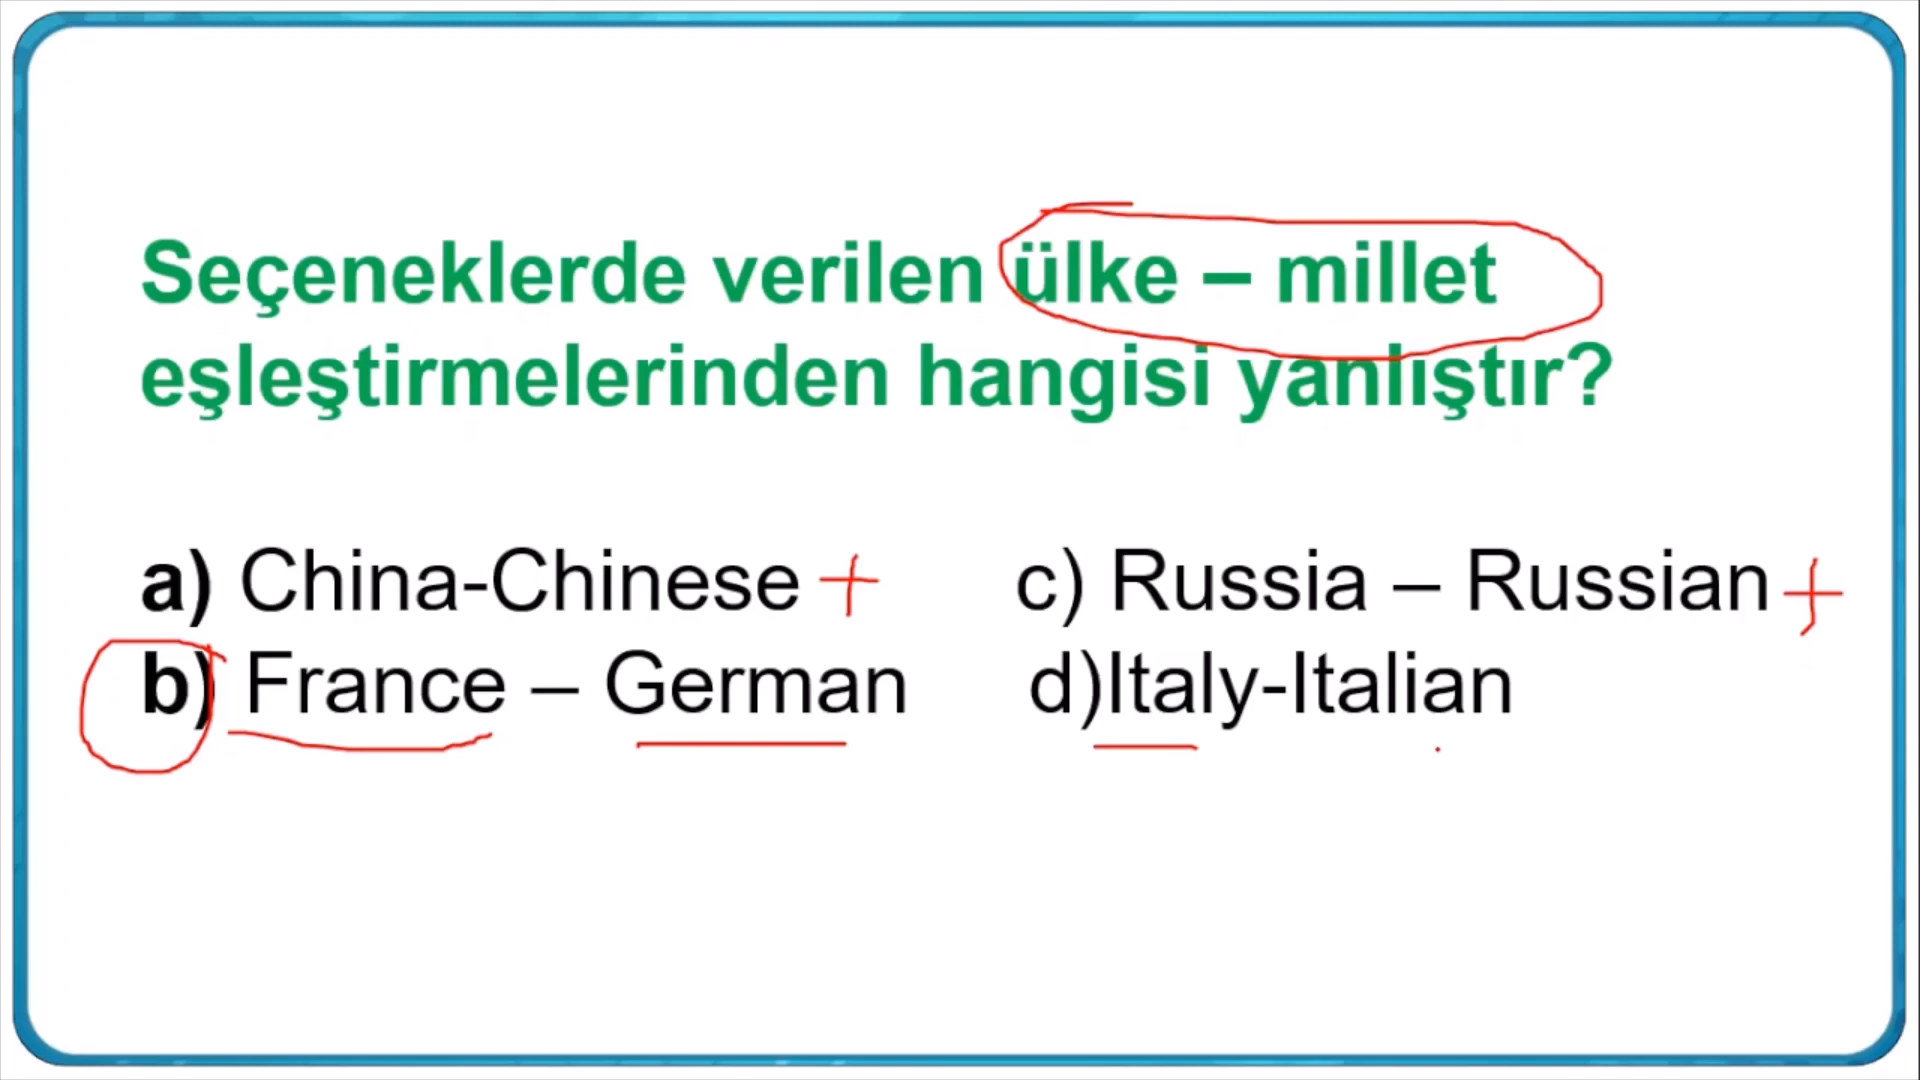 Seçeneklerde verilen ülke – millet
eşleştirmelerinden hangisi yanlıştır?
a) China-Chinese +
c) Russia – Russian +
b) France – German
d)Italy-Italian